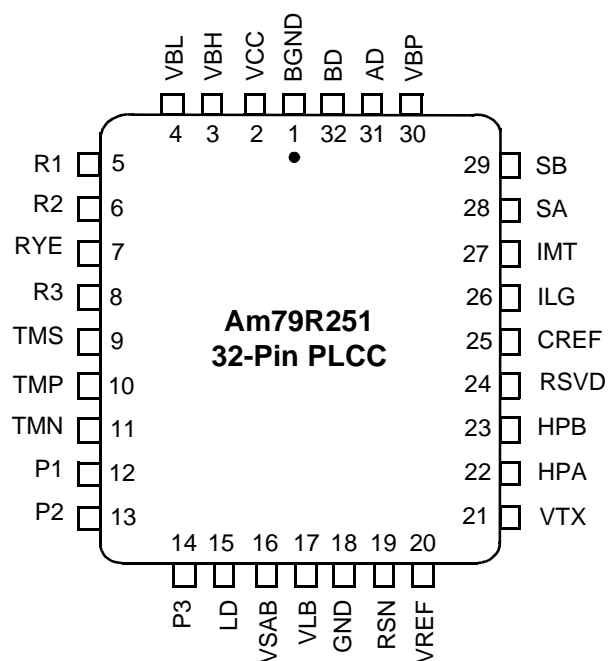 VBL VBH VCC BGND BD AD VBP
4 3 2 1 32 31 30
R1 5 29 SB
R2 6 28 SA
RYE 7 27 IMT
R3 8 26 ILG
Am79R251
TMS 9 25 CREF
32-Pin PLCC
TMP 10 24 RSVD
TMN 11 23 HPB
P1 12 22 HPA
P2 13 21 VTX
14 15 16 17 18 19 20
P3 LD VSAB VLB GND RSN VREF